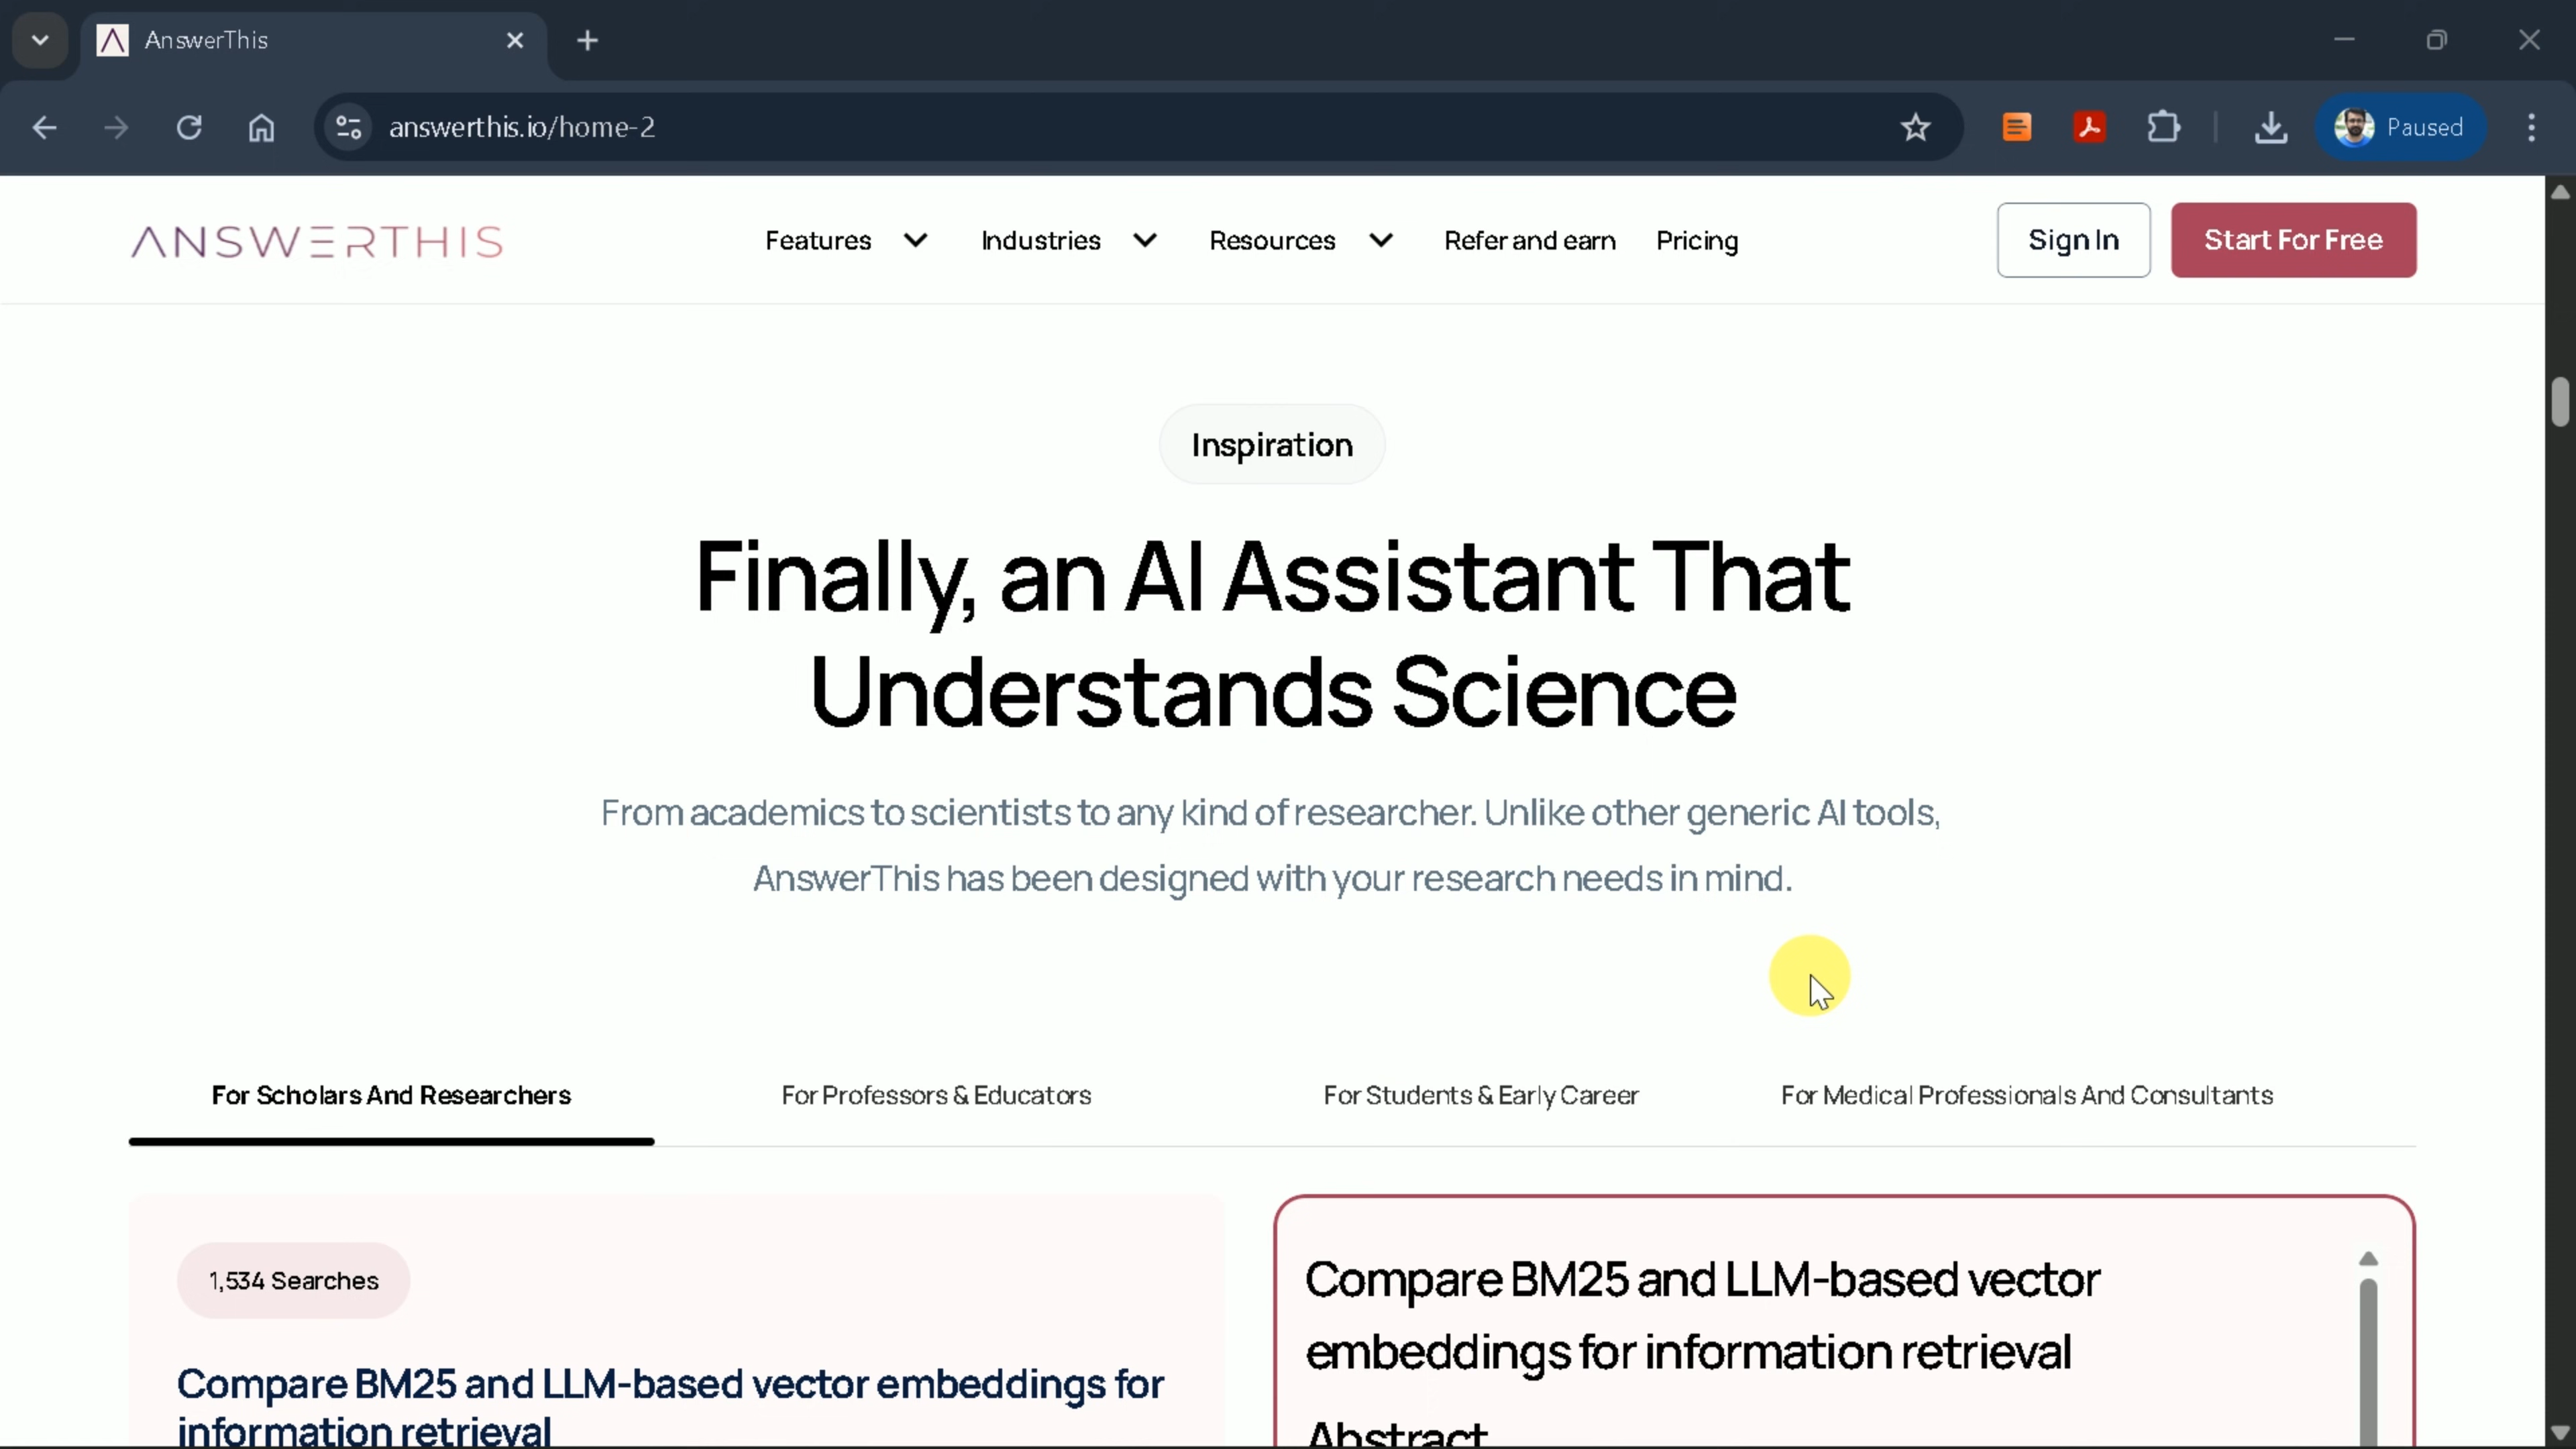 AnswerThis
answerthis.io/home-2
Paused
ANSWERTHIS
Features Industries Resources Refer and earn Pricing
Sign In
Start For Free
Inspiration
Finally, an AI Assistant That
Understands Science
From academics to scientists to any kind of researcher. Unlike other generic AI tools,
AnswerThis has been designed with your research needs in mind.
For Scholars And Researchers
For Professors & Educators
For Students & Early Career
For Medical Professionals And Consultants
1,534 Searches
Compare BM25 and LLM-based vector embeddings for
information retrieval
Compare BM25 and LLM-based vector
embeddings for information retrieval
Abstract